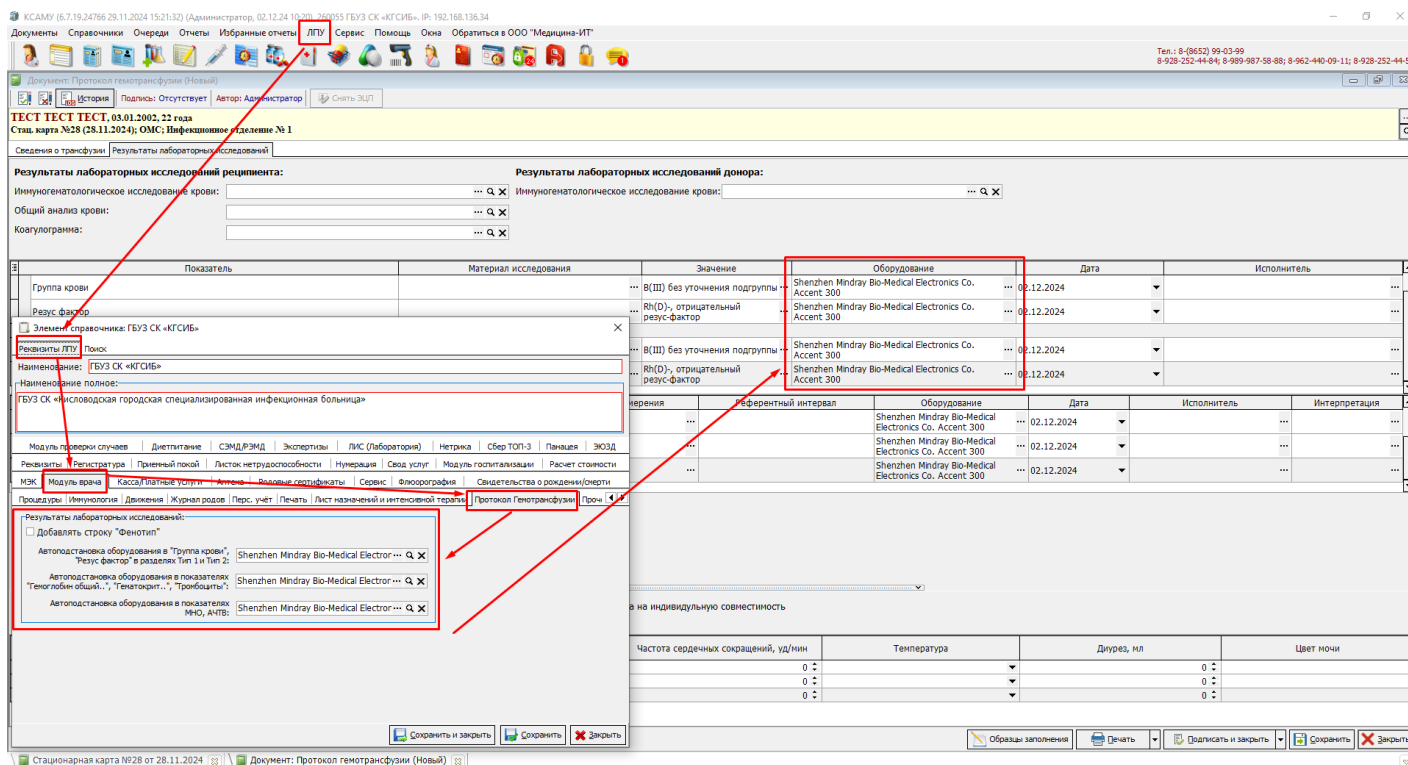 КСАМУ (6.7.19.24766 29.11.2024 15:21:32) (Администратор, 02.12.24 10:20), 260055 ГБУЗ СК «КГСИБ». IP: 192.168.136.34
Документы Справочники Очереди Отчеты Избранные отчеты ЛПУ Сервис Помощь Окна Обратиться в ООО "Медицина-ИТ"
Тел.: 8-(8652) 99-03-99
8-928-252-44-84; 8-989-987-58-88; 8-962-440-09-11; 8-928-252-44-5
Документ: Протокол гемотрансфузии (Новый)
История Подпись: Отсутствует Автор: Администратор Снять ЭЦП
ТЕСТ ТЕСТ ТЕСТ, 03.01.2002, 22 года
Стац. карта №28 (28.11.2024); ОМС; Инфекционное отделение № 1
Сведения о трансфузии Результаты лабораторных исследований
Результаты лабораторных исследований реципиента: Результаты лабораторных исследований донора:
Иммуногематологическое исследование крови: Иммуногематологическое исследование крови:
Общий анализ крови:
Коагулограмма:
Показатель Материал исследования Значение Оборудование Дата Исполнитель
Группа крови B(III) без уточнения подгруппы Shenzhen Mindray Bio-Medical Electronics Co. Accent 300 02.12.2024
Резус фактор Rh(D)-, отрицательный резус-фактор Shenzhen Mindray Bio-Medical Electronics Co. Accent 300 02.12.2024
B(III) без уточнения подгруппы Shenzhen Mindray Bio-Medical Electronics Co. Accent 300 02.12.2024
Rh(D)-, отрицательный резус-фактор Shenzhen Mindray Bio-Medical Electronics Co. Accent 300 02.12.2024
ерения Референтный интервал Оборудование Дата Исполнитель Интерпретация
Shenzhen Mindray Bio-Medical Electronics Co. Accent 300 02.12.2024
Shenzhen Mindray Bio-Medical Electronics Co. Accent 300 02.12.2024
Shenzhen Mindray Bio-Medical Electronics Co. Accent 300 02.12.2024
Элемент справочника: ГБУЗ СК «КГСИБ»
Реквизиты ЛПУ Поиск
Наименование: ГБУЗ СК «КГСИБ»
Наименование полное:
ГБУЗ СК «Кисловодская городская специализированная инфекционная больница»
Модуль проверки случаев Диетпитание СЭМД/РЭМД Экспертизы ЛИС (Лаборатория) Нетрика Сбер ТОП-3 Панацея ЭЮЗД
Реквизиты Регистратура Приемный покой Листок нетрудоспособности Нумерация Свод услуг Модуль госпитализации Расчет стоимости
МЭК Модуль врача Касса/Платные услуги Аптека Родовые сертификаты Сервис Флюорография Свидетельства о рождении/смерти
Процедуры Иммунология Движения Журнал родов Перс. учёт Печать Лист назначений и интенсивной терапии Протокол Гемотрансфузии Проч
Результаты лабораторных исследований:
Добавлять строку "Фенотип"
Автоподстановка оборудования в "Группа крови",
"Резус фактор" в разделах Тип 1 и Тип 2: Shenzhen Mindray Bio-Medical Electror
Автоподстановка оборудования в показателях
"Гемоглобин общий..", "Гематокрит..", "Тромбоциты": Shenzhen Mindray Bio-Medical Electror
Автоподстановка оборудования в показателях
МНО, АЧТВ: Shenzhen Mindray Bio-Medical Electror
Сохранить и закрыть Сохранить Закрыть
а на индивидульную совместимость
Частота сердечных сокращений, уд/мин Температура Диурез, мл Цвет мочи
0 0
0 0
0 0
Образцы заполнения Печать Подписать и закрыть Сохранить Закрыть
Стационарная карта №28 от 28.11.2024 Документ: Протокол гемотрансфузии (Новый)